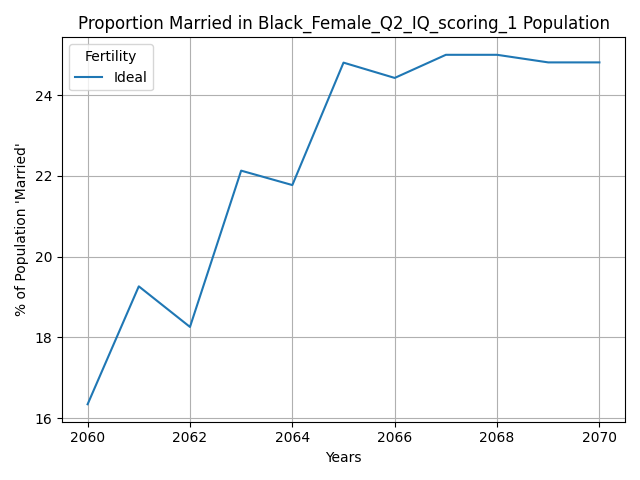 Proportion Married in Black_Female_Q2_IQ_scoring_1 Population
Fertility
Ideal
% of Population 'Married'
24
22
20
18
16
2060
2062
2064
2066
2068
2070
Years